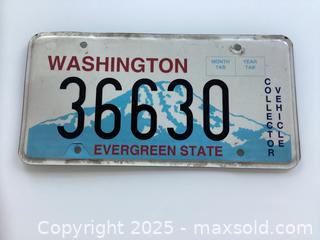 WASHINGTON
MONTH TAB
YEAR TAB
36630
COLLECTOR
VEHICLE
EVERGREEN STATE
Copyright © 2025 - maxsold.com